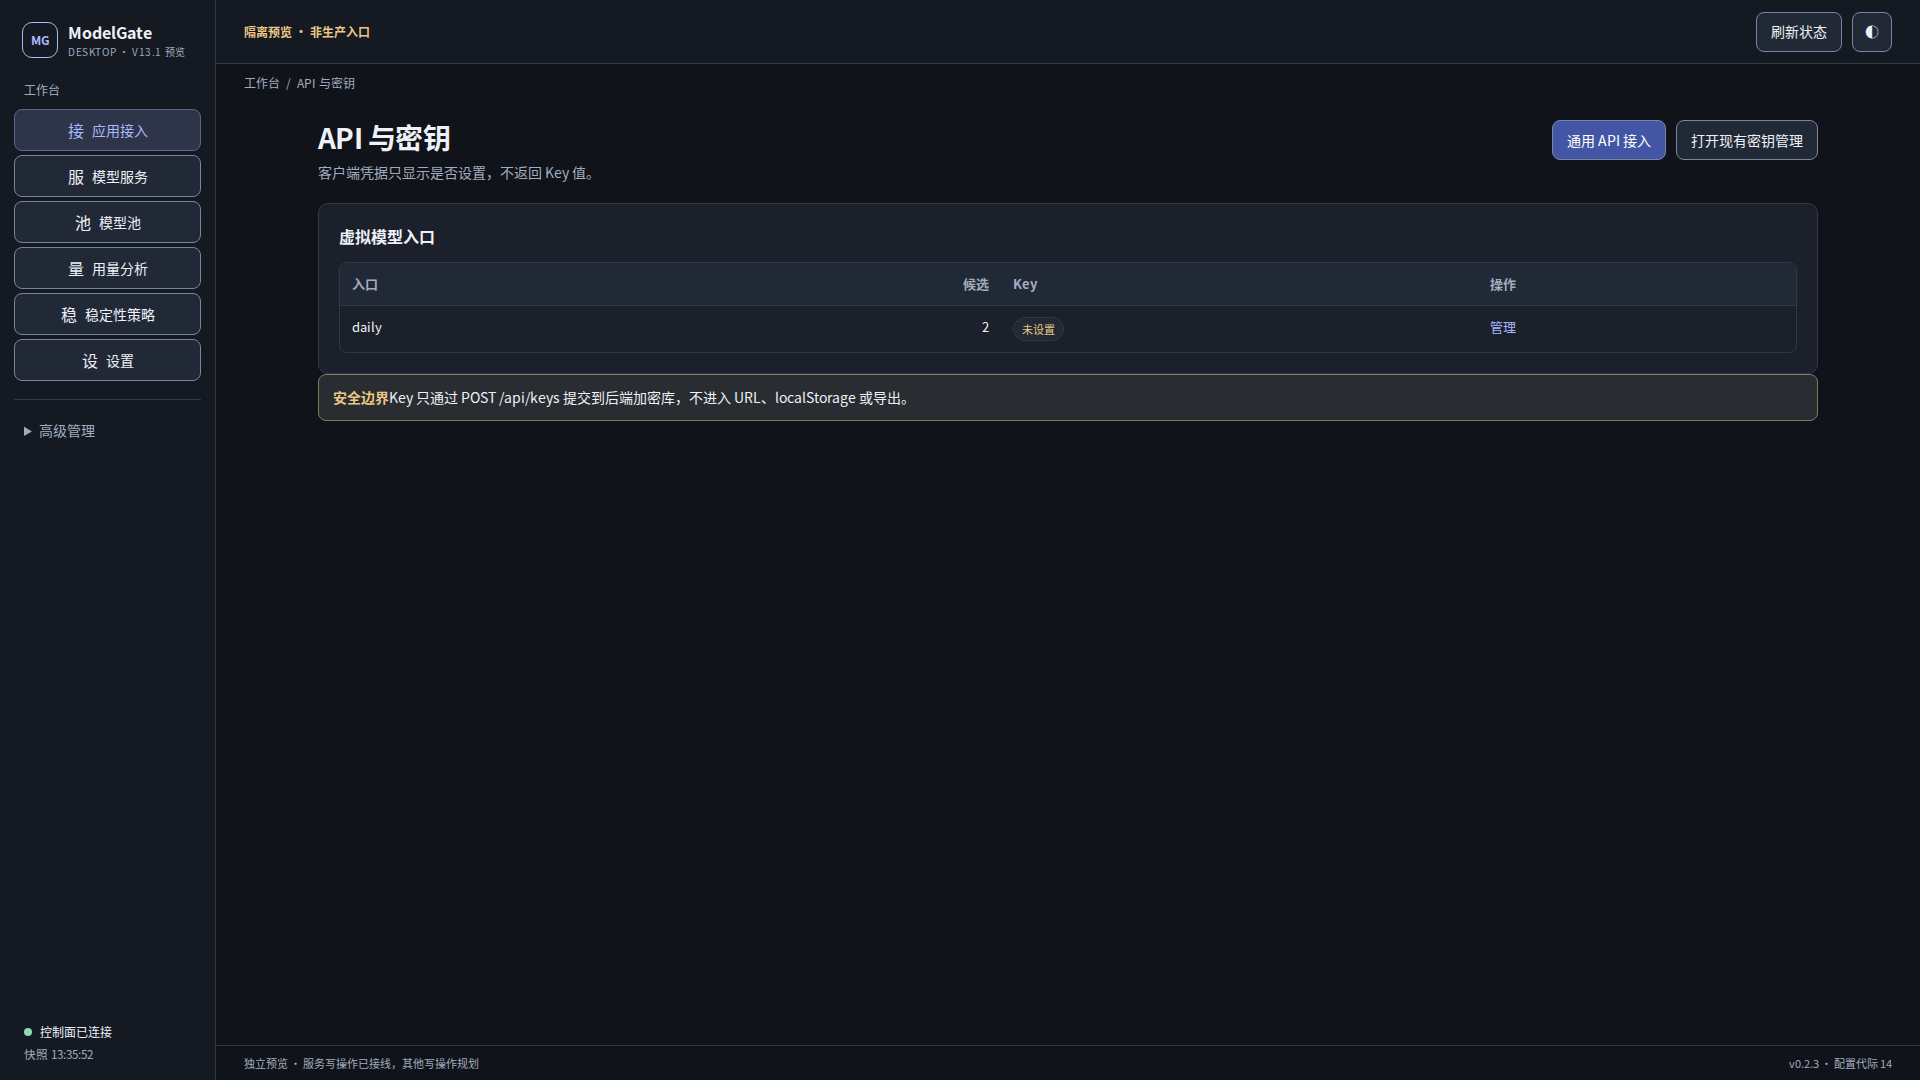 MG
ModelGate
DESKTOP · V13.1 预览
工作台
接 应用接入
服 模型服务
池 模型池
量 用量分析
稳 稳定性策略
设 设置
▶ 高级管理
控制面已连接
快照 13:35:52
隔离预览 · 非生产入口
刷新状态
工作台 / API 与密钥
API 与密钥
客户端凭据只显示是否设置，不返回 Key 值。
通用 API 接入
打开现有密钥管理
虚拟模型入口
入口 候选 Key 操作
daily 2 未设置 管理
安全边界Key 只通过 POST /api/keys 提交到后端加密库，不进入 URL、localStorage 或导出。
独立预览 · 服务写操作已接线，其他写操作规划
v0.2.3 · 配置代际 14